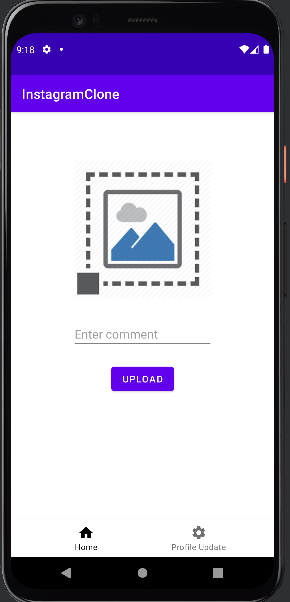 9:18
InstagramClone
Enter comment
UPLOAD
Home
Profile Update